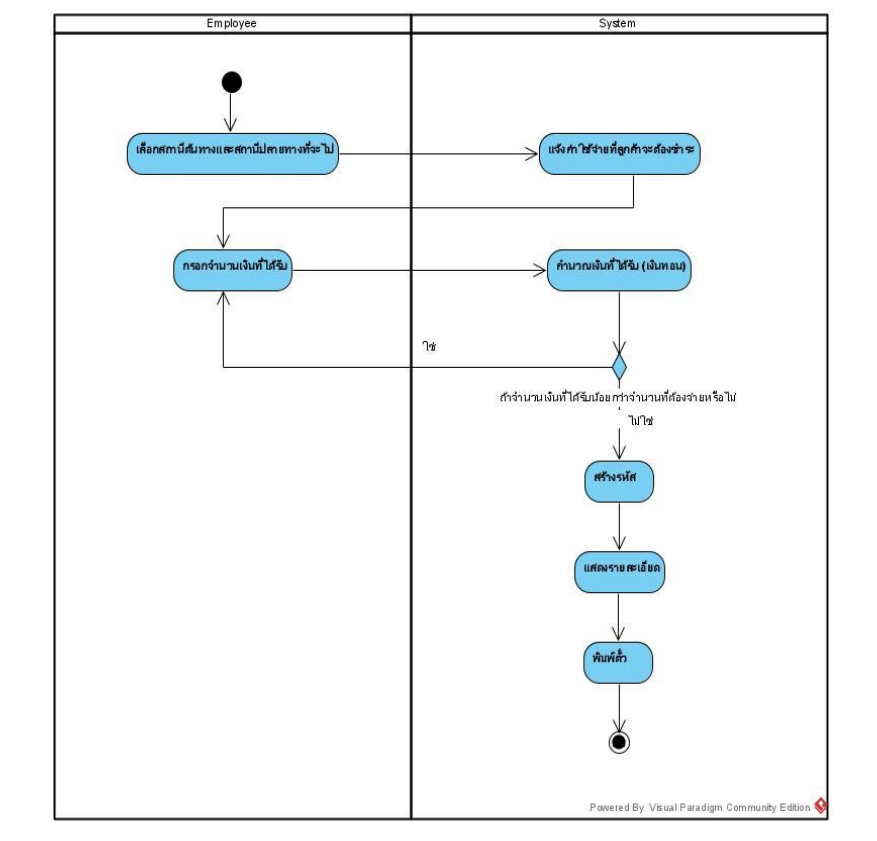 Employee
System
เลือกสถานีต้นทางและสถานีปลายทางที่จะไป
แจ้งค่าใช้จ่ายที่ลูกค้าจะต้องชำระ
กรอกจำนวนเงินที่ได้รับ
คำนวณเงินที่ได้รับ (เงินทอน)
ใช่
ถ้าจำนวนเงินที่ได้รับน้อยกว่าจำนวนที่ต้องจ่ายหรือไม่
ไม่ใช่
สร้างรหัส
แสดงรายละเอียด
พิมพ์ตั๋ว
Powered By Visual Paradigm Community Edition